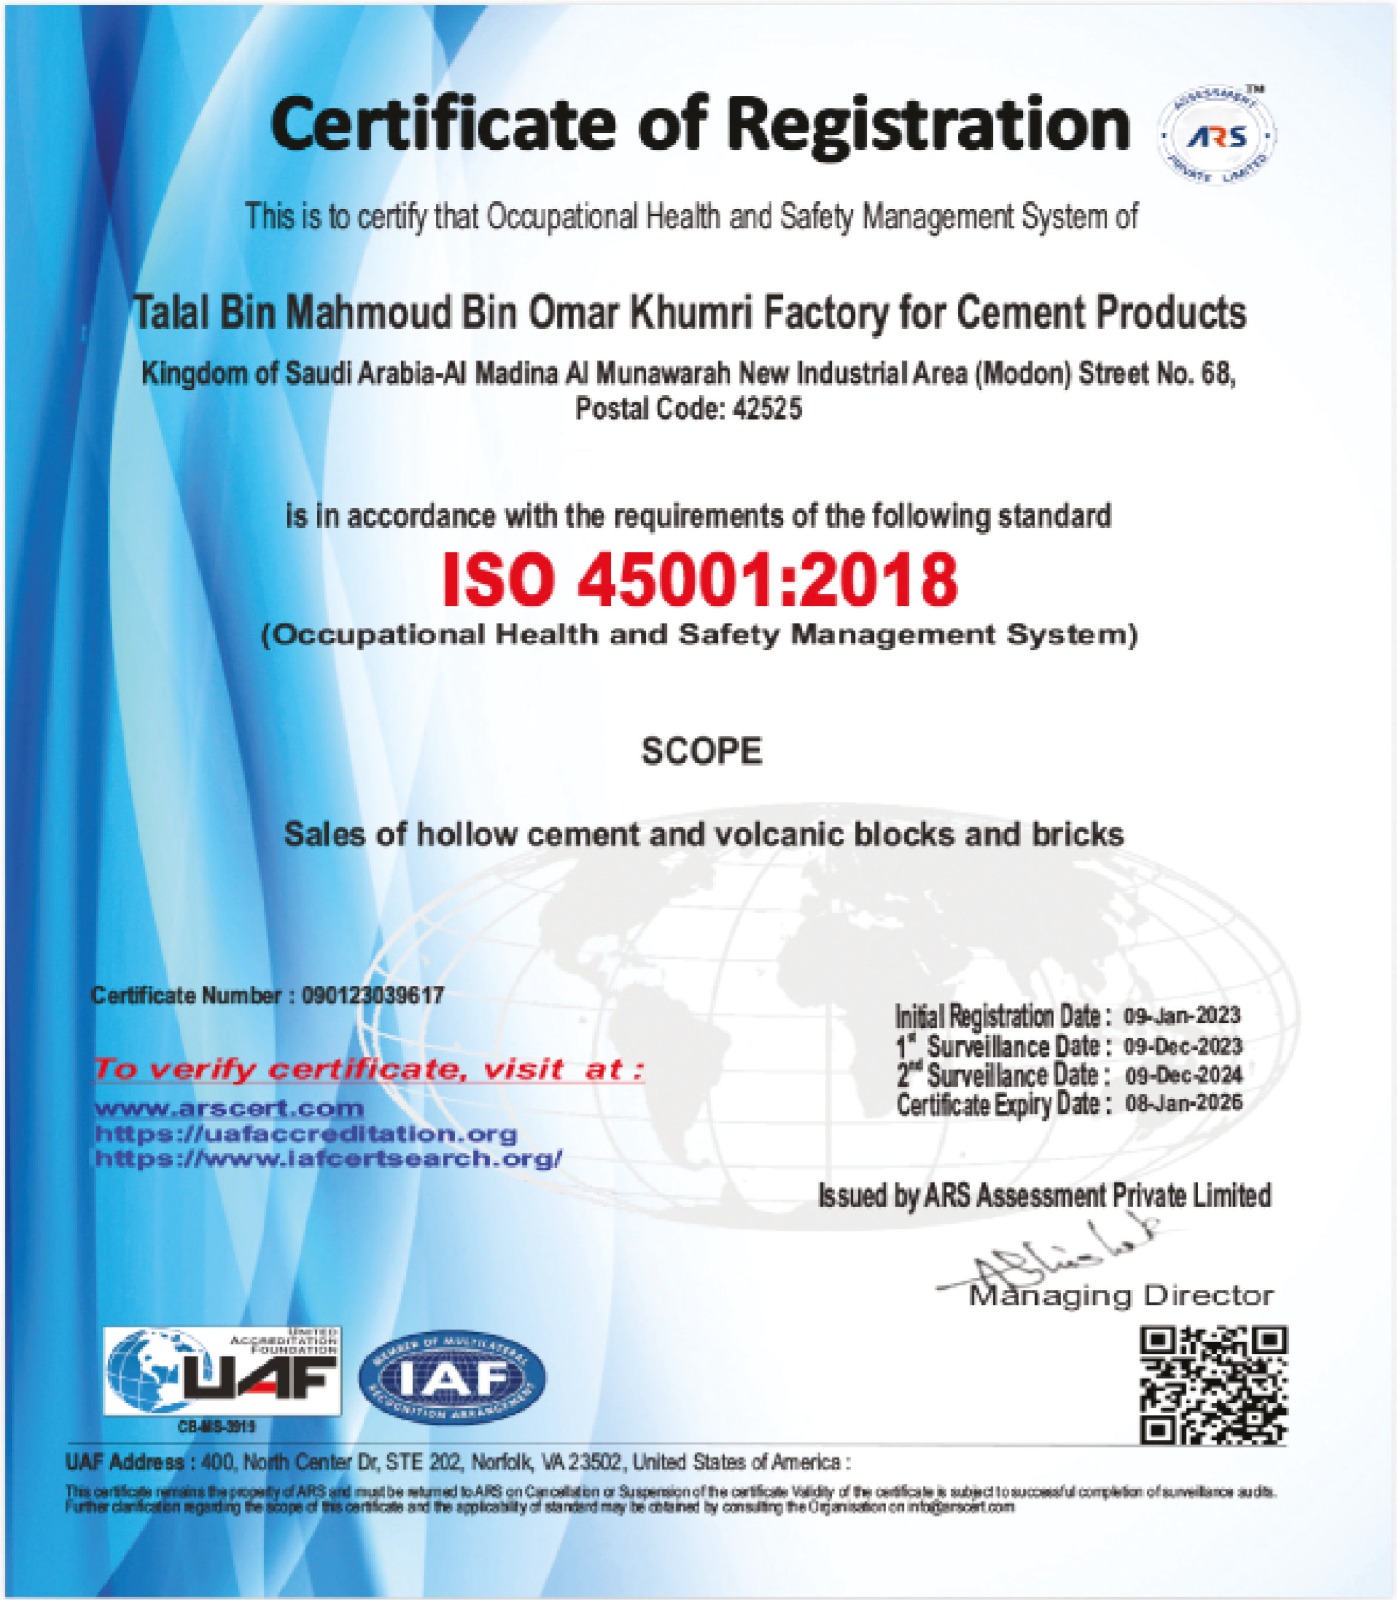 Certificate of Registration
ASSESSMENT
TM
ARS
PRIVATE LIMITED
This is to certify that Occupational Health and Safety Management System of
Talal Bin Mahmoud Bin Omar Khumri Factory for Cement Products
Kingdom of Saudi Arabia-Al Madina Al Munawarah New Industrial Area (Modon) Street No. 68,
Postal Code: 42525
is in accordance with the requirements of the following standard
ISO 45001:2018
(Occupational Health and Safety Management System)
SCOPE
Sales of hollow cement and volcanic blocks and bricks
Certificate Number : 090123039617
Initial Registration Date : 09-Jan-2023
1st Surveillance Date : 09-Dec-2023
2nd Surveillance Date : 09-Dec-2024
Certificate Expiry Date : 08-Jan-2026
To verify certificate, visit at :
www.arscert.com
https://uafaccreditation.org
https://www.iafcertsearch.org/
Issued by ARS Assessment Private Limited
AShishek
Managing Director
UNITED
ACCREDITATION
FOUNDATION
UAF
CB-MS-3919
MEMBER OF MULTILATERAL
IAF
RECOGNITION ARRANGEMENT
UAF Address : 400, North Center Dr, STE 202, Norfolk, VA 23502, United States of America :
This certificate remains the property of ARS and must be returned to ARS on Cancellation or Suspension of the certificate Validity of the certificate is subject to successful completion of surveillance audits.
Further clarification regarding the scope of this certificate and the applicability of standard may be obtained by consulting the Organisation on info@arscert.com